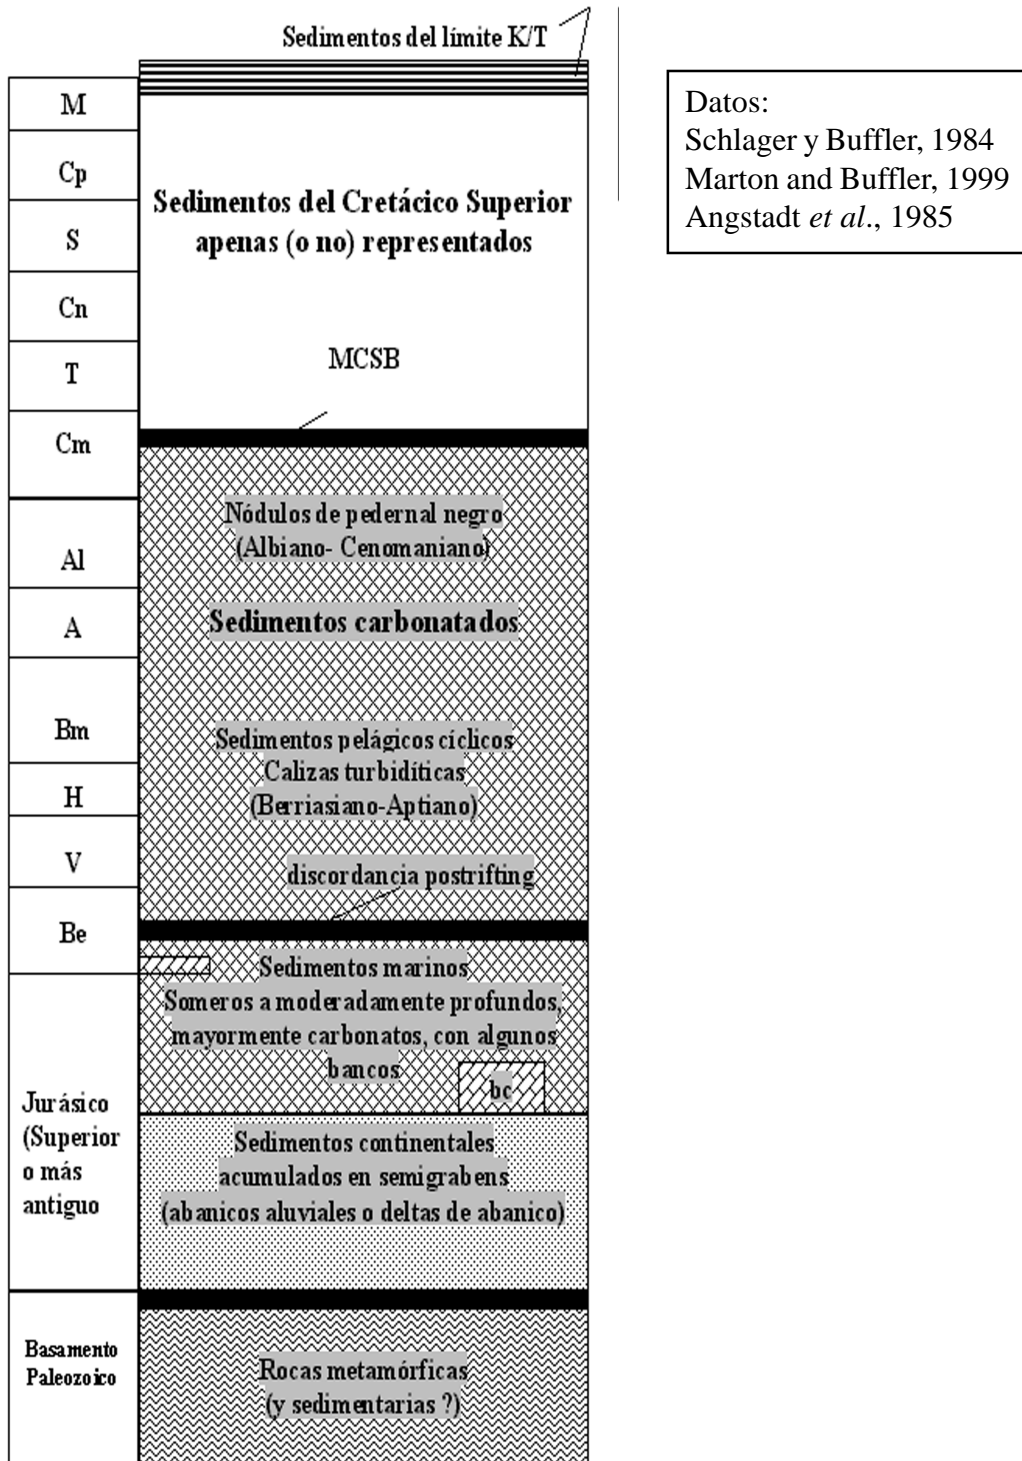 Sedimentos del límite K/T
Datos:
Schlager y Buffler, 1984
Marton and Buffler, 1999
Angstadt et al., 1985
M
Cp
S
Cn
T
Cm
Al
A
Bm
H
V
Be
Jurásico
(Superior
o más
antiguo
Basamento
Paleozoico
Sedimentos del Cretácico Superior
apenas (o no) representados
MCSB
Nódulos de pedernal negro
(Albiano- Cenomaniano)
Sedimentos carbonatados
Sedimentos pelágicos cíclicos
Calizas turbidíticas
(Berriasiano-Aptiano)
discordancia postrifting
Sedimentos marinos
Someros a moderadamente profundos,
mayormente carbonatos, con algunos
bancos
bc
Sedimentos continentales
acumulados en semigrabens
(abanicos aluviales o deltas de abanico)
Rocas metamórficas
(y sedimentarias ?)